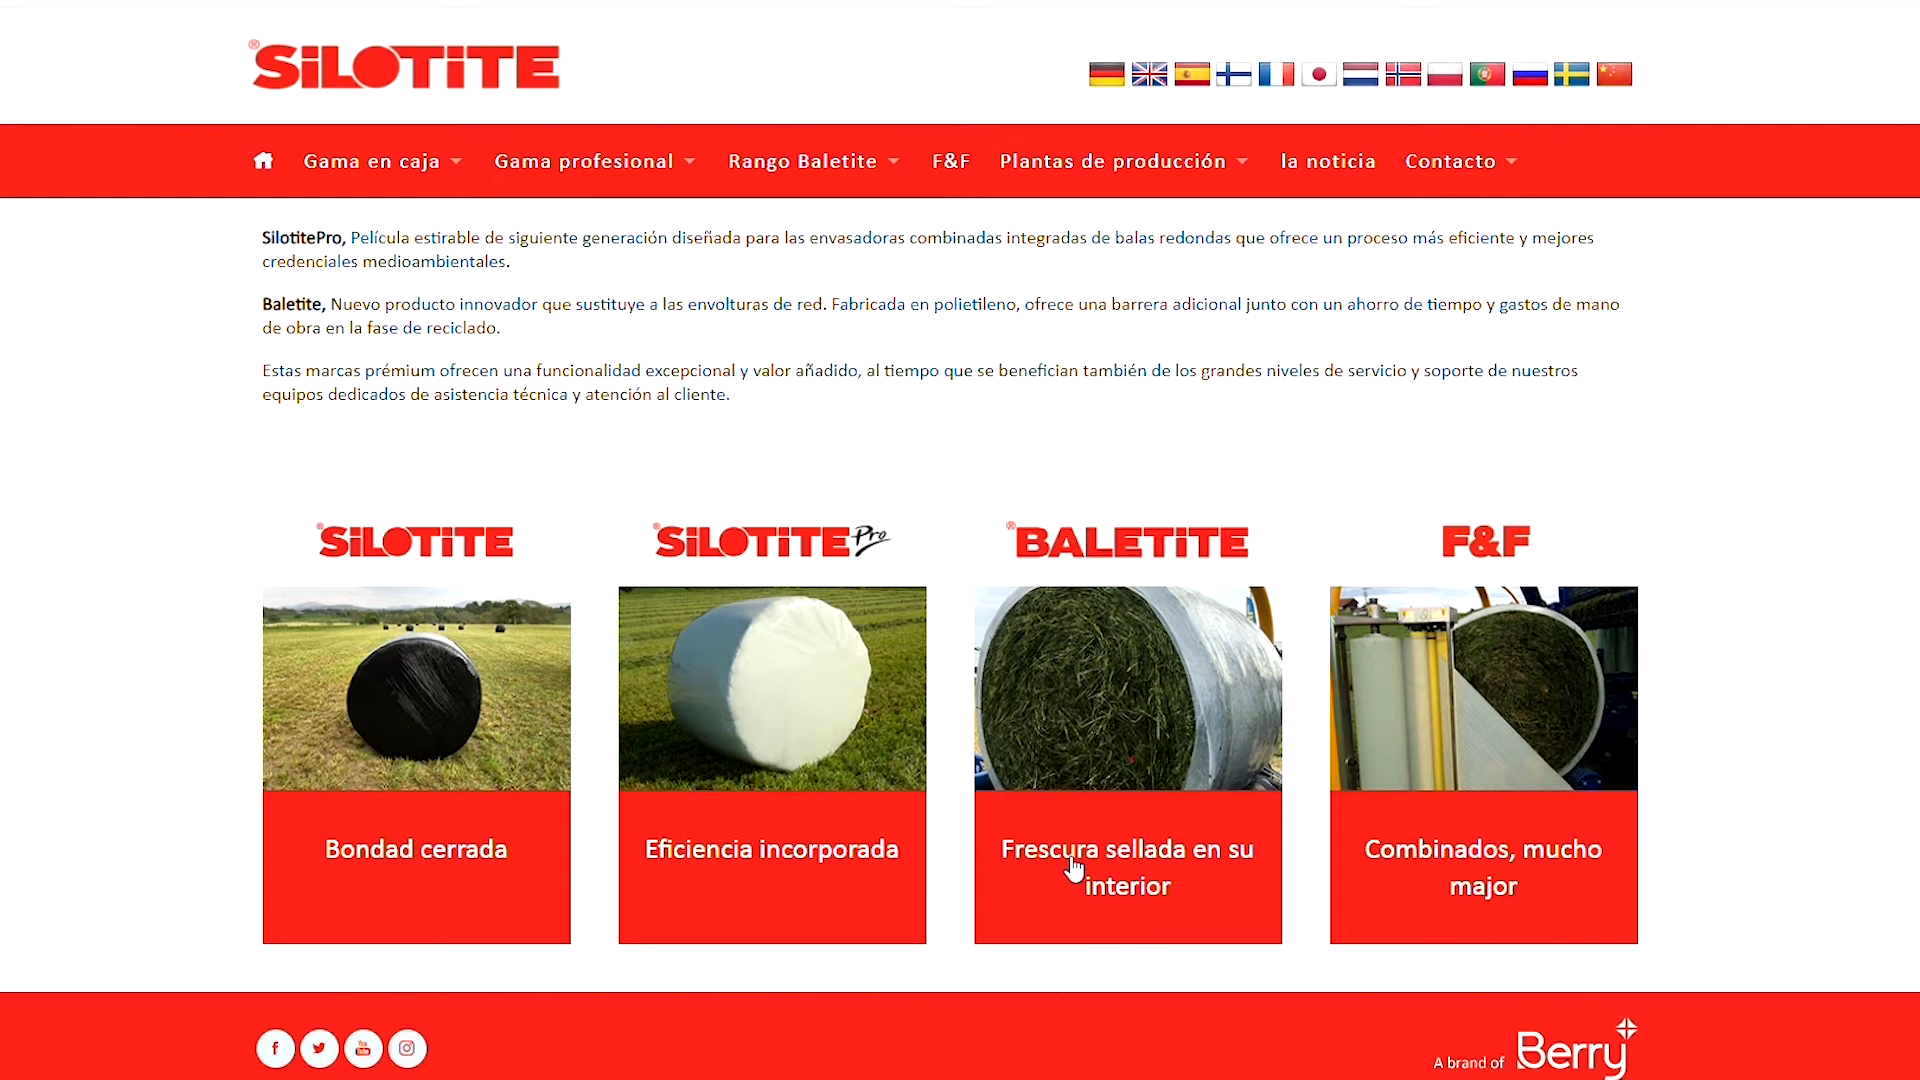 ®SiLOTiTE
Gama en caja
Gama profesional
Rango Baletite
F&F
Plantas de producción
la noticia
Contacto
SilotitePro, Película estirable de siguiente generación diseñada para las envasadoras combinadas integradas de balas redondas que ofrece un proceso más eficiente y mejores
credenciales medioambientales.
Baletite, Nuevo producto innovador que sustituye a las envolturas de red. Fabricada en polietileno, ofrece una barrera adicional junto con un ahorro de tiempo y gastos de mano
de obra en la fase de reciclado.
Estas marcas prémium ofrecen una funcionalidad excepcional y valor añadido, al tiempo que se benefician también de los grandes niveles de servicio y soporte de nuestros
equipos dedicados de asistencia técnica y atención al cliente.
®SiLOTiTE
®SiLOTiTE Pro
®BALETiTE
F&F
Bondad cerrada
Eficiencia incorporada
Frescura sellada en su
interior
Combinados, mucho
major
You Tube
A brand of Berry